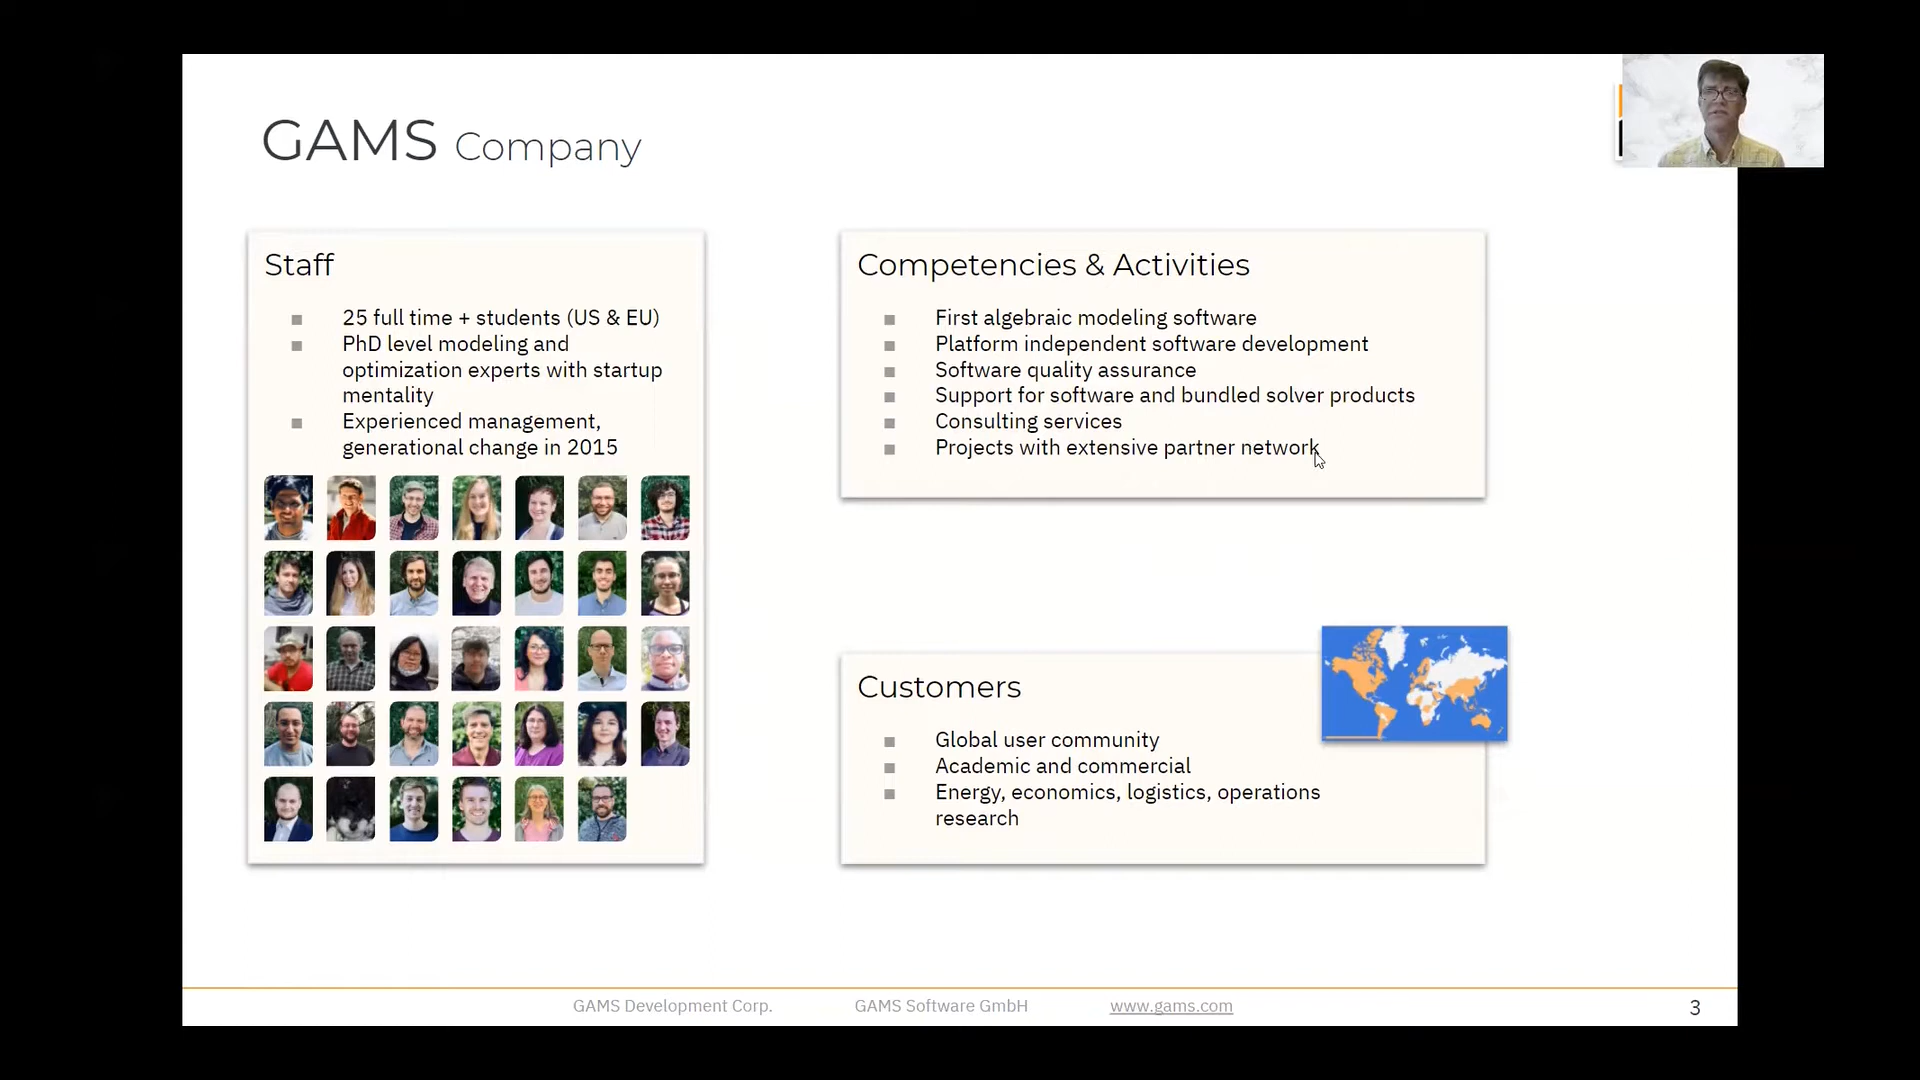 GAMS Company
Staff
25 full time + students (US & EU)
PhD level modeling and
optimization experts with startup
mentality
Experienced management,
generational change in 2015
Competencies & Activities
First algebraic modeling software
Platform independent software development
Software quality assurance
Support for software and bundled solver products
Consulting services
Projects with extensive partner network
Customers
Global user community
Academic and commercial
Energy, economics, logistics, operations
research
GAMS Development Corp. GAMS Software GmbH www.gams.com 3